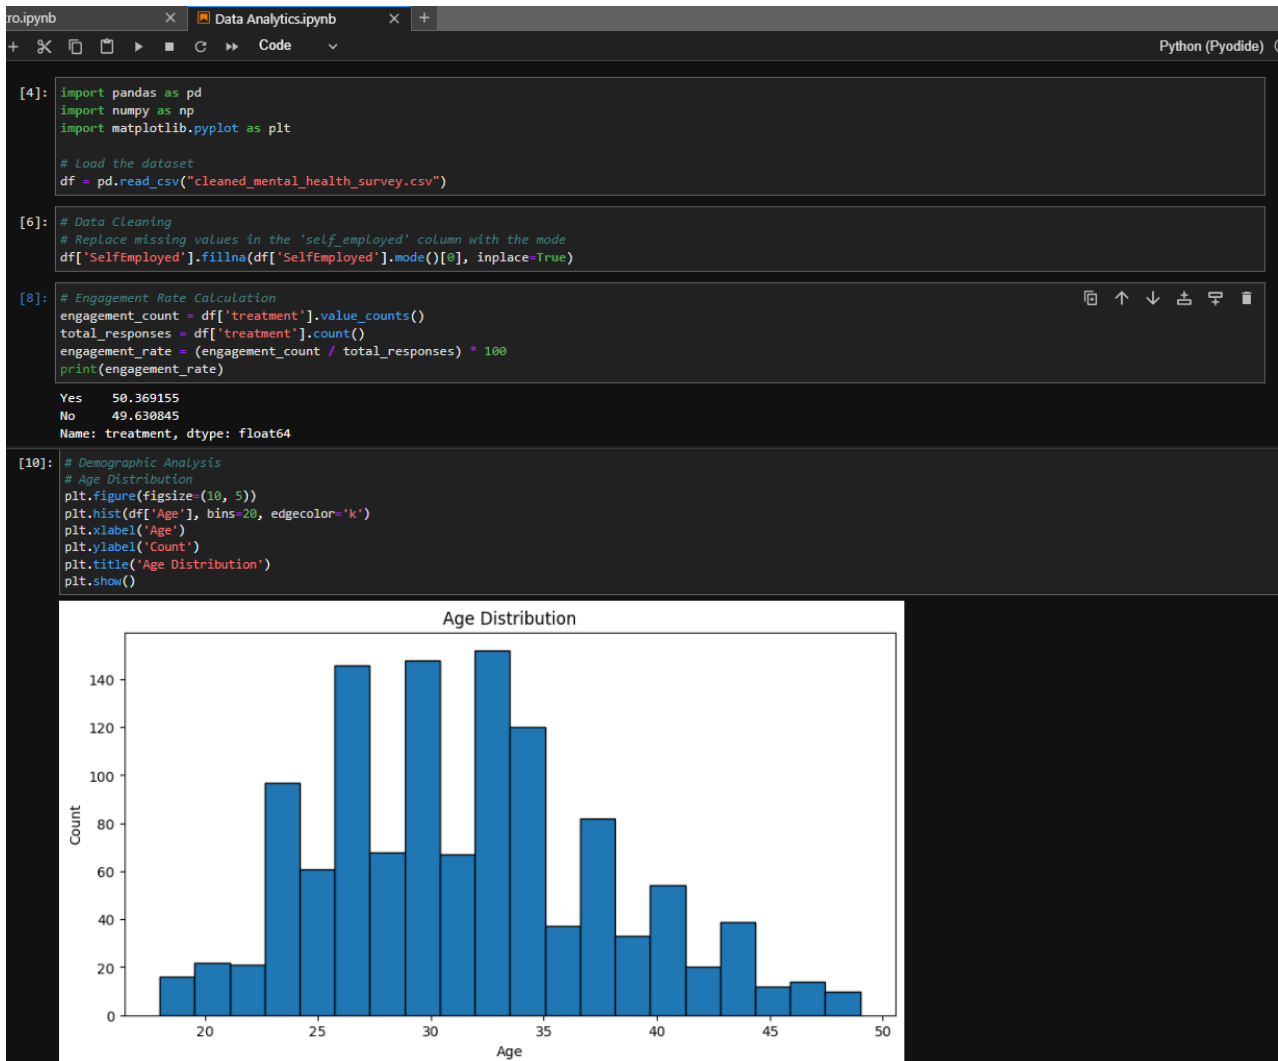 tro.ipynb
Data Analytics.ipynb
Code
Python (Pyodide)
[4]:
import pandas as pd
import numpy as np
import matplotlib.pyplot as plt
# Load the dataset
df = pd.read_csv("cleaned_mental_health_survey.csv")
[6]:
# Data Cleaning
# Replace missing values in the 'self_employed' column with the mode
df['SelfEmployed'].fillna(df['SelfEmployed'].mode()[0], inplace=True)
[8]:
# Engagement Rate Calculation
engagement_count = df['treatment'].value_counts()
total_responses = df['treatment'].count()
engagement_rate = (engagement_count / total_responses) * 100
print(engagement_rate)
Yes    50.369155
No     49.630845
Name: treatment, dtype: float64
[10]:
# Demographic Analysis
# Age Distribution
plt.figure(figsize=(10, 5))
plt.hist(df['Age'], bins=20, edgecolor='k')
plt.xlabel('Age')
plt.ylabel('Count')
plt.title('Age Distribution')
plt.show()
Age Distribution
Count
140
120
100
80
60
40
20
0
20 25 30 35 40 45 50
Age